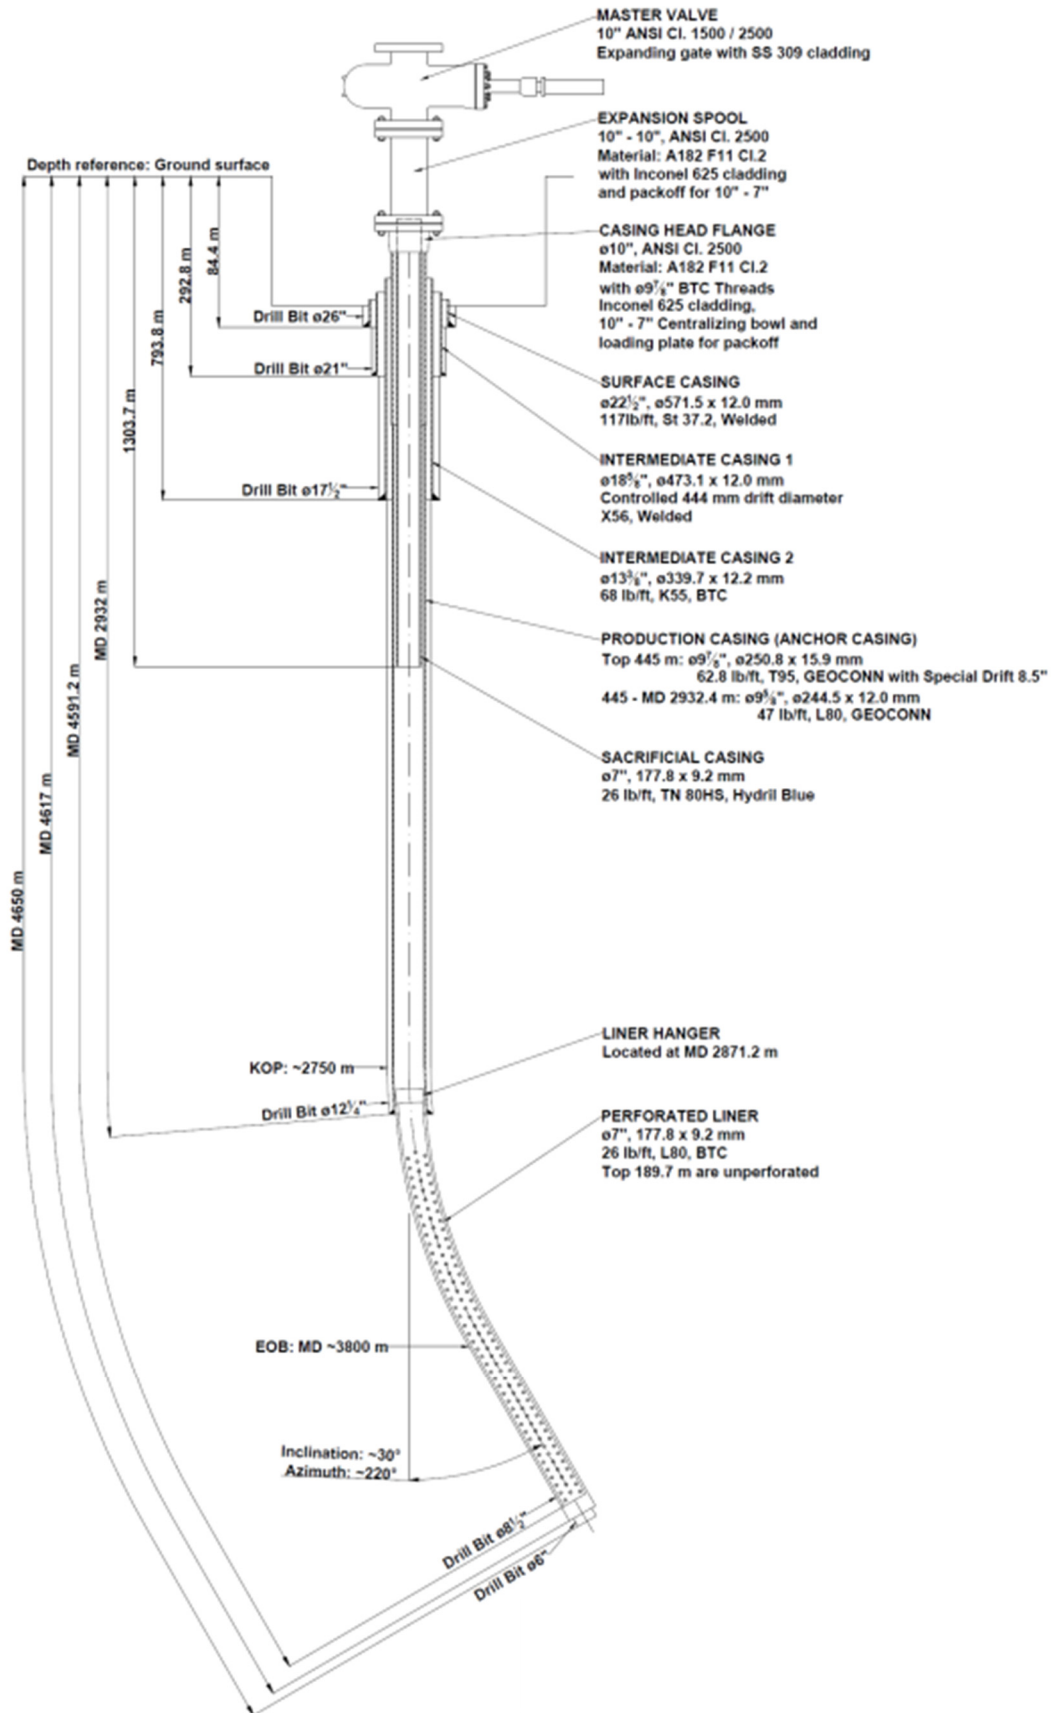 MASTER VALVE
10" ANSI Cl. 1500 / 2500
Expanding gate with SS 309 cladding
EXPANSION SPOOL
10" - 10", ANSI Cl. 2500
Material: A182 F11 Cl.2
with Inconel 625 cladding
and packoff for 10" - 7"
Depth reference: Ground surface
CASING HEAD FLANGE
ø10", ANSI Cl. 2500
Material: A182 F11 Cl.2
with ø9⅞" BTC Threads
Inconel 625 cladding,
10" - 7" Centralizing bowl and
loading plate for packoff
84.4 m
292.8 m
793.8 m
1303.7 m
MD 2932 m
MD 4591.2 m
MD 4617 m
MD 4650 m
Drill Bit ø26"
Drill Bit ø21"
Drill Bit ø17½"
SURFACE CASING
ø22½", ø571.5 x 12.0 mm
117lb/ft, St 37.2, Welded
INTERMEDIATE CASING 1
ø18⅝", ø473.1 x 12.0 mm
Controlled 444 mm drift diameter
X56, Welded
INTERMEDIATE CASING 2
ø13⅜", ø339.7 x 12.2 mm
68 lb/ft, K55, BTC
PRODUCTION CASING (ANCHOR CASING)
Top 445 m: ø9⅞", ø250.8 x 15.9 mm
62.8 lb/ft, T95, GEOCONN with Special Drift 8.5"
445 - MD 2932.4 m: ø9⅝", ø244.5 x 12.0 mm
47 lb/ft, L80, GEOCONN
SACRIFICIAL CASING
ø7", 177.8 x 9.2 mm
26 lb/ft, TN 80HS, Hydril Blue
LINER HANGER
Located at MD 2871.2 m
KOP: ~2750 m
Drill Bit ø12¼"
PERFORATED LINER
ø7", 177.8 x 9.2 mm
26 lb/ft, L80, BTC
Top 189.7 m are unperforated
EOB: MD ~3800 m
Inclination: ~30°
Azimuth: ~220°
Drill Bit ø8½"
Drill Bit ø6"